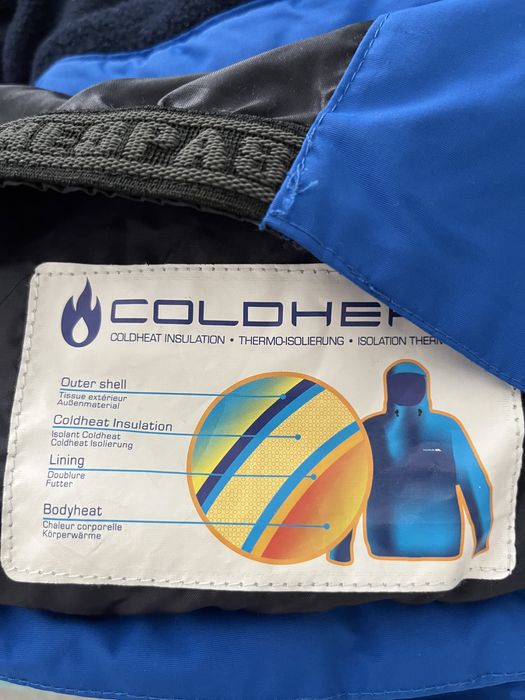 COLDHE
COLDHEAT INSULATION • THERMO-ISOLIERUNG • ISOLATION THERM
Outer shell
Tissue extérieur
Außenmaterial
Coldheat Insulation
Isolant Coldheat
Coldheat Isolierung
Lining
Doublure
Futter
Bodyheat
Chaleur corporelle
Körperwärme